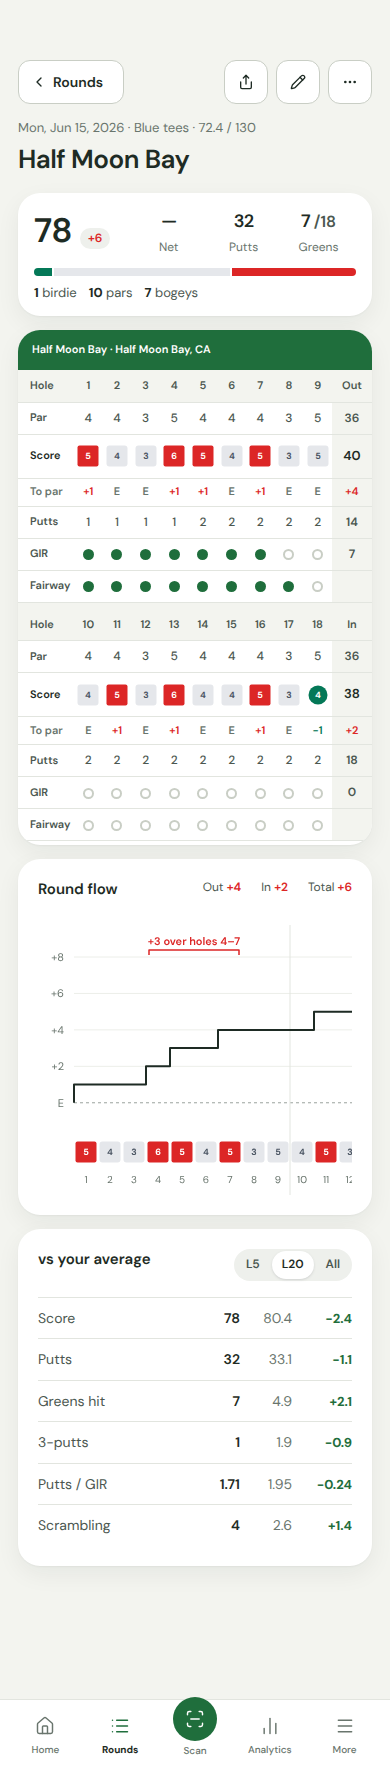 Rounds
Mon, Jun 15, 2026 · Blue tees · 72.4 / 130
Half Moon Bay
78 +6 — 32 7 /18
Net Putts Greens
1 birdie 10 pars 7 bogeys
Half Moon Bay · Half Moon Bay, CA
Hole 1 2 3 4 5 6 7 8 9 Out
Par 4 4 3 5 4 4 4 3 5 36
Score 5 4 3 6 5 4 5 3 5 40
To par +1 E E +1 +1 E +1 E E +4
Putts 1 1 1 1 2 2 2 2 2 14
GIR 7
Fairway
Hole 10 11 12 13 14 15 16 17 18 In
Par 4 4 3 5 4 4 4 3 5 36
Score 4 5 3 6 4 4 5 3 4 38
To par E +1 E +1 E E +1 E −1 +2
Putts 2 2 2 2 2 2 2 2 2 18
GIR 0
Fairway
Round flow Out +4 In +2 Total +6
+3 over holes 4–7
+8
+6
+4
+2
E
5 4 3 6 5 4 5 3 5 4 5 3
1 2 3 4 5 6 7 8 9 10 11 12
vs your average L5 L20 All
Score 78 80.4 −2.4
Putts 32 33.1 −1.1
Greens hit 7 4.9 +2.1
3-putts 1 1.9 −0.9
Putts / GIR 1.71 1.95 −0.24
Scrambling 4 2.6 +1.4
Home Rounds Scan Analytics More